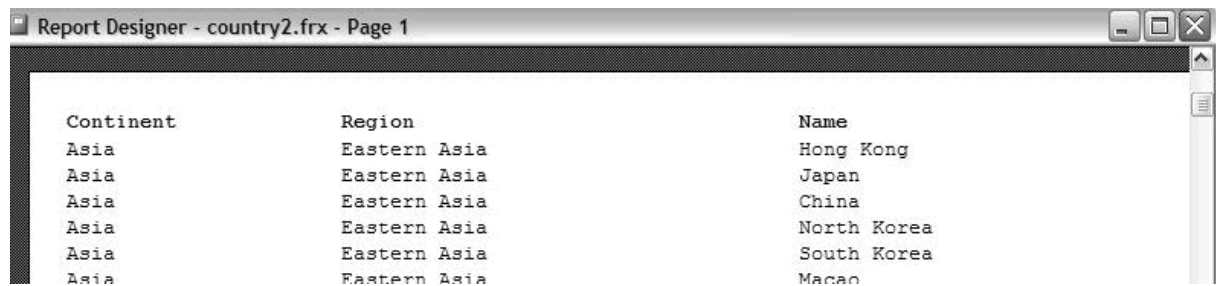 Report Designer - country2.frx - Page 1
Continent Region Name
Asia Eastern Asia Hong Kong
Asia Eastern Asia Japan
Asia Eastern Asia China
Asia Eastern Asia North Korea
Asia Eastern Asia South Korea
Asia Eastern Asia Macao